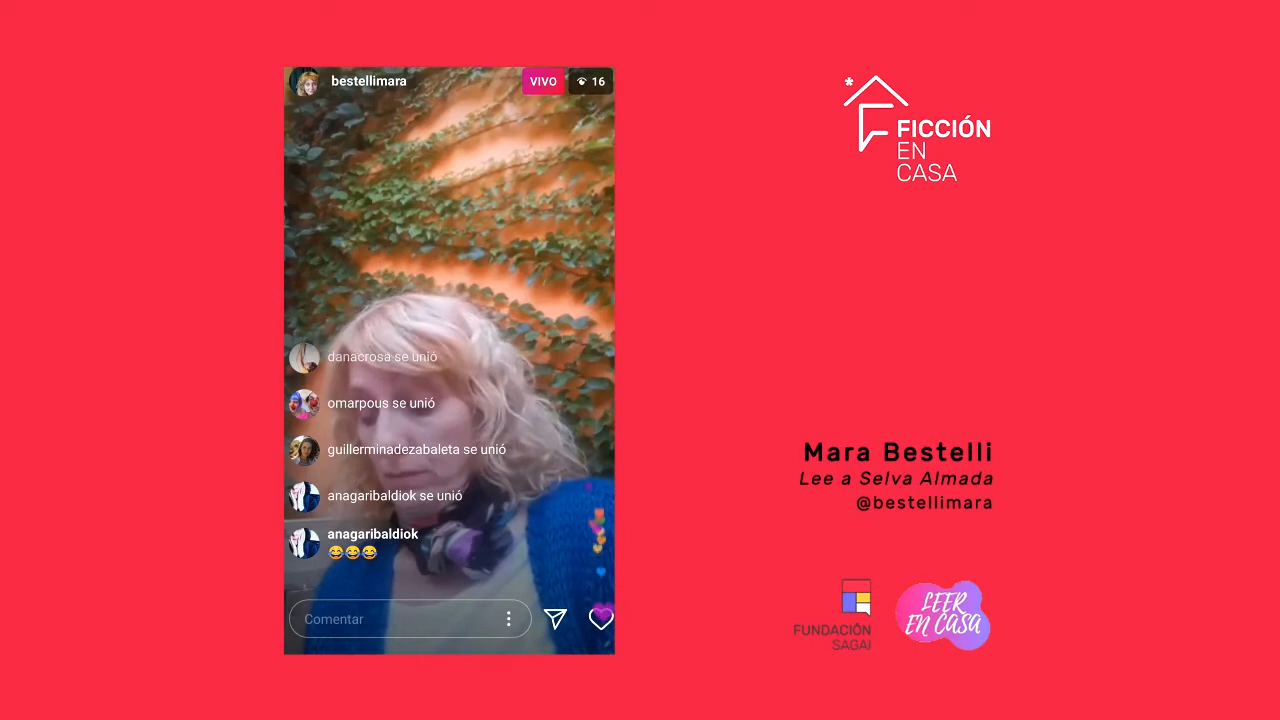 bestellimara
VIVO
16
danacrosa se unió
omarpous se unió
guillerminadezabaleta se unió
anagaribaldiok se unió
anagaribaldiok
😂😂😂
Comentar
* FICCIÓN
EN
CASA
Mara Bestelli
Lee a Selva Almada
@bestellimara
FUNDACIÓN
SAGAI
LEER
EN CASA